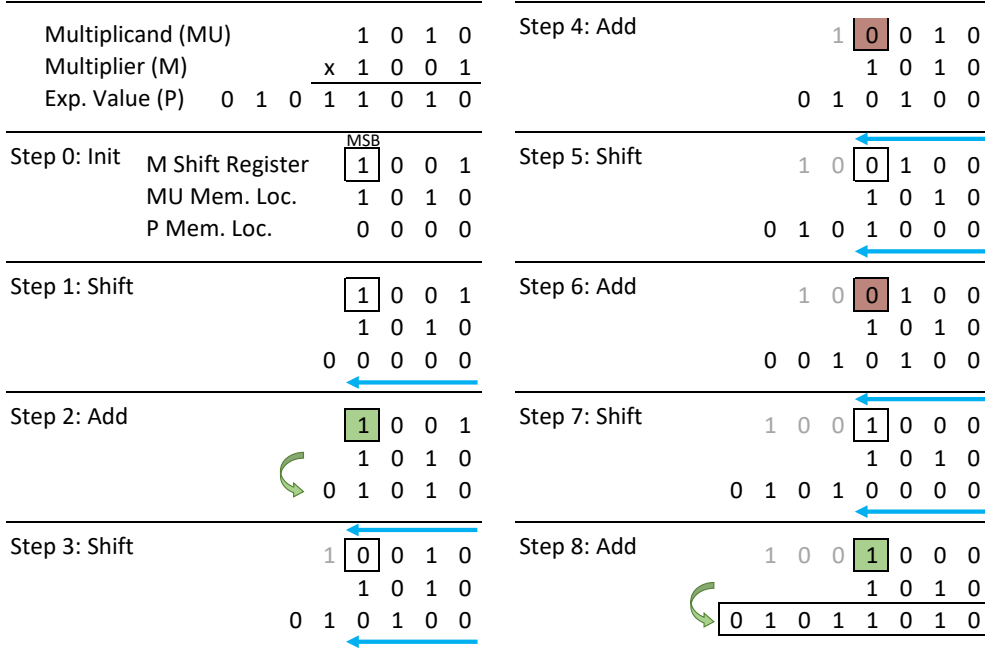 Multiplicand (MU) 1 0 1 0
Multiplier (M) x 1 0 0 1
Exp. Value (P) 0 1 0 1 1 0 1 0
MSB
Step 0: Init M Shift Register 1 0 0 1
MU Mem. Loc. 1 0 1 0
P Mem. Loc. 0 0 0 0
Step 1: Shift 1 0 0 1
1 0 1 0
0 0 0 0 0
Step 2: Add 1 0 0 1
1 0 1 0
0 1 0 1 0
Step 3: Shift 1 0 0 1 0
1 0 1 0
0 1 0 1 0 0
Step 4: Add 1 0 0 1 0
1 0 1 0
0 1 0 1 0 0
Step 5: Shift 1 0 0 1 0 0
1 0 1 0
0 1 0 1 0 0 0
Step 6: Add 1 0 0 1 0 0
1 0 1 0
0 0 1 0 1 0 0
Step 7: Shift 1 0 0 1 0 0 0
1 0 1 0
0 1 0 1 0 0 0 0
Step 8: Add 1 0 0 1 0 0 0
1 0 1 0
0 1 0 1 1 0 1 0